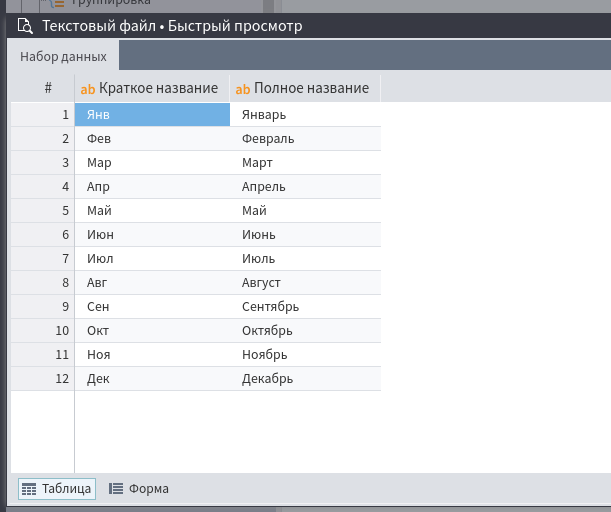 Группировка
Текстовый файл • Быстрый просмотр
Набор данных
# ab Краткое название ab Полное название
1 Янв Январь
2 Фев Февраль
3 Мар Март
4 Апр Апрель
5 Май Май
6 Июн Июнь
7 Июл Июль
8 Авг Август
9 Сен Сентябрь
10 Окт Октябрь
11 Ноя Ноябрь
12 Дек Декабрь
Таблица Форма